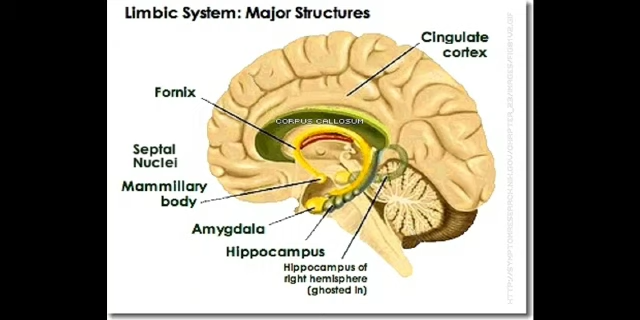 Limbic System: Major Structures
Cingulate
cortex
Fornix
CORPUS CALLOSUM
Septal
Nuclei
Mammillary
body
Amygdala
Hippocampus
Hippocampus of
right hemisphere
(ghosted in)